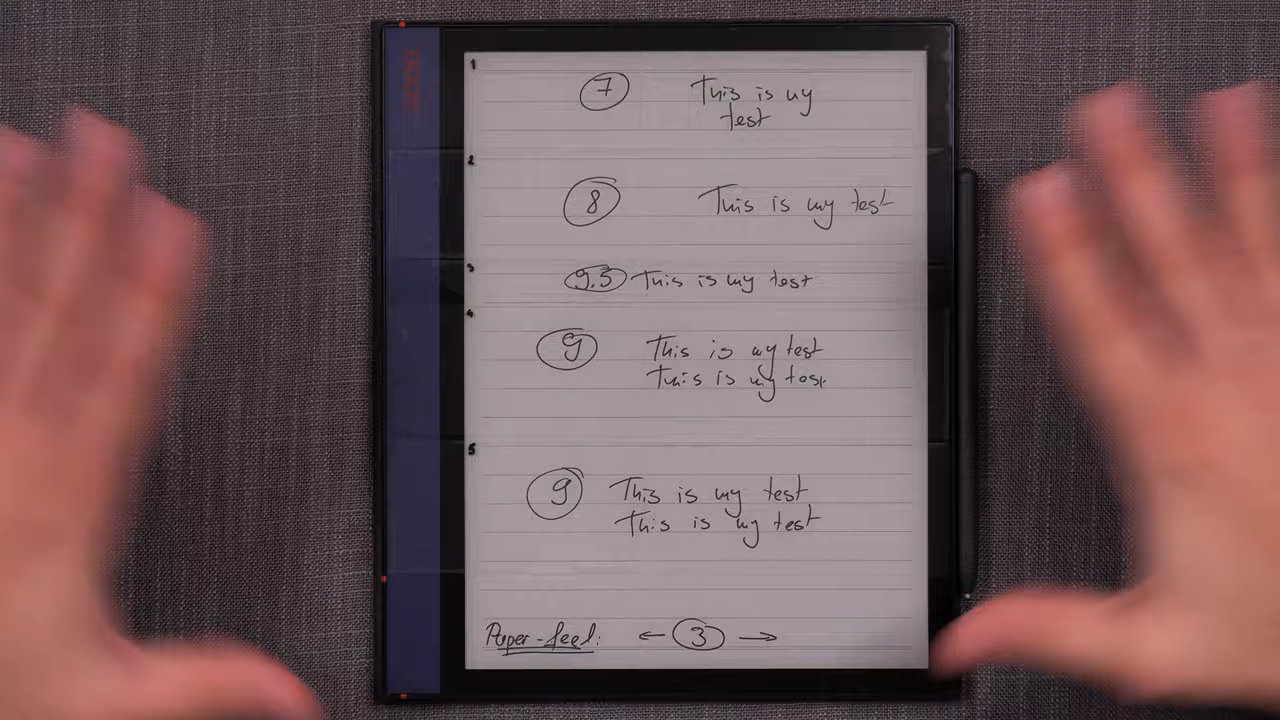 1
7 This is my
test
2
8 This is my test
3
9.5 This is my test
4
9 This is my test
This is my test
5
9 This is my test
This is my test
Paper-feel: ← 3 →